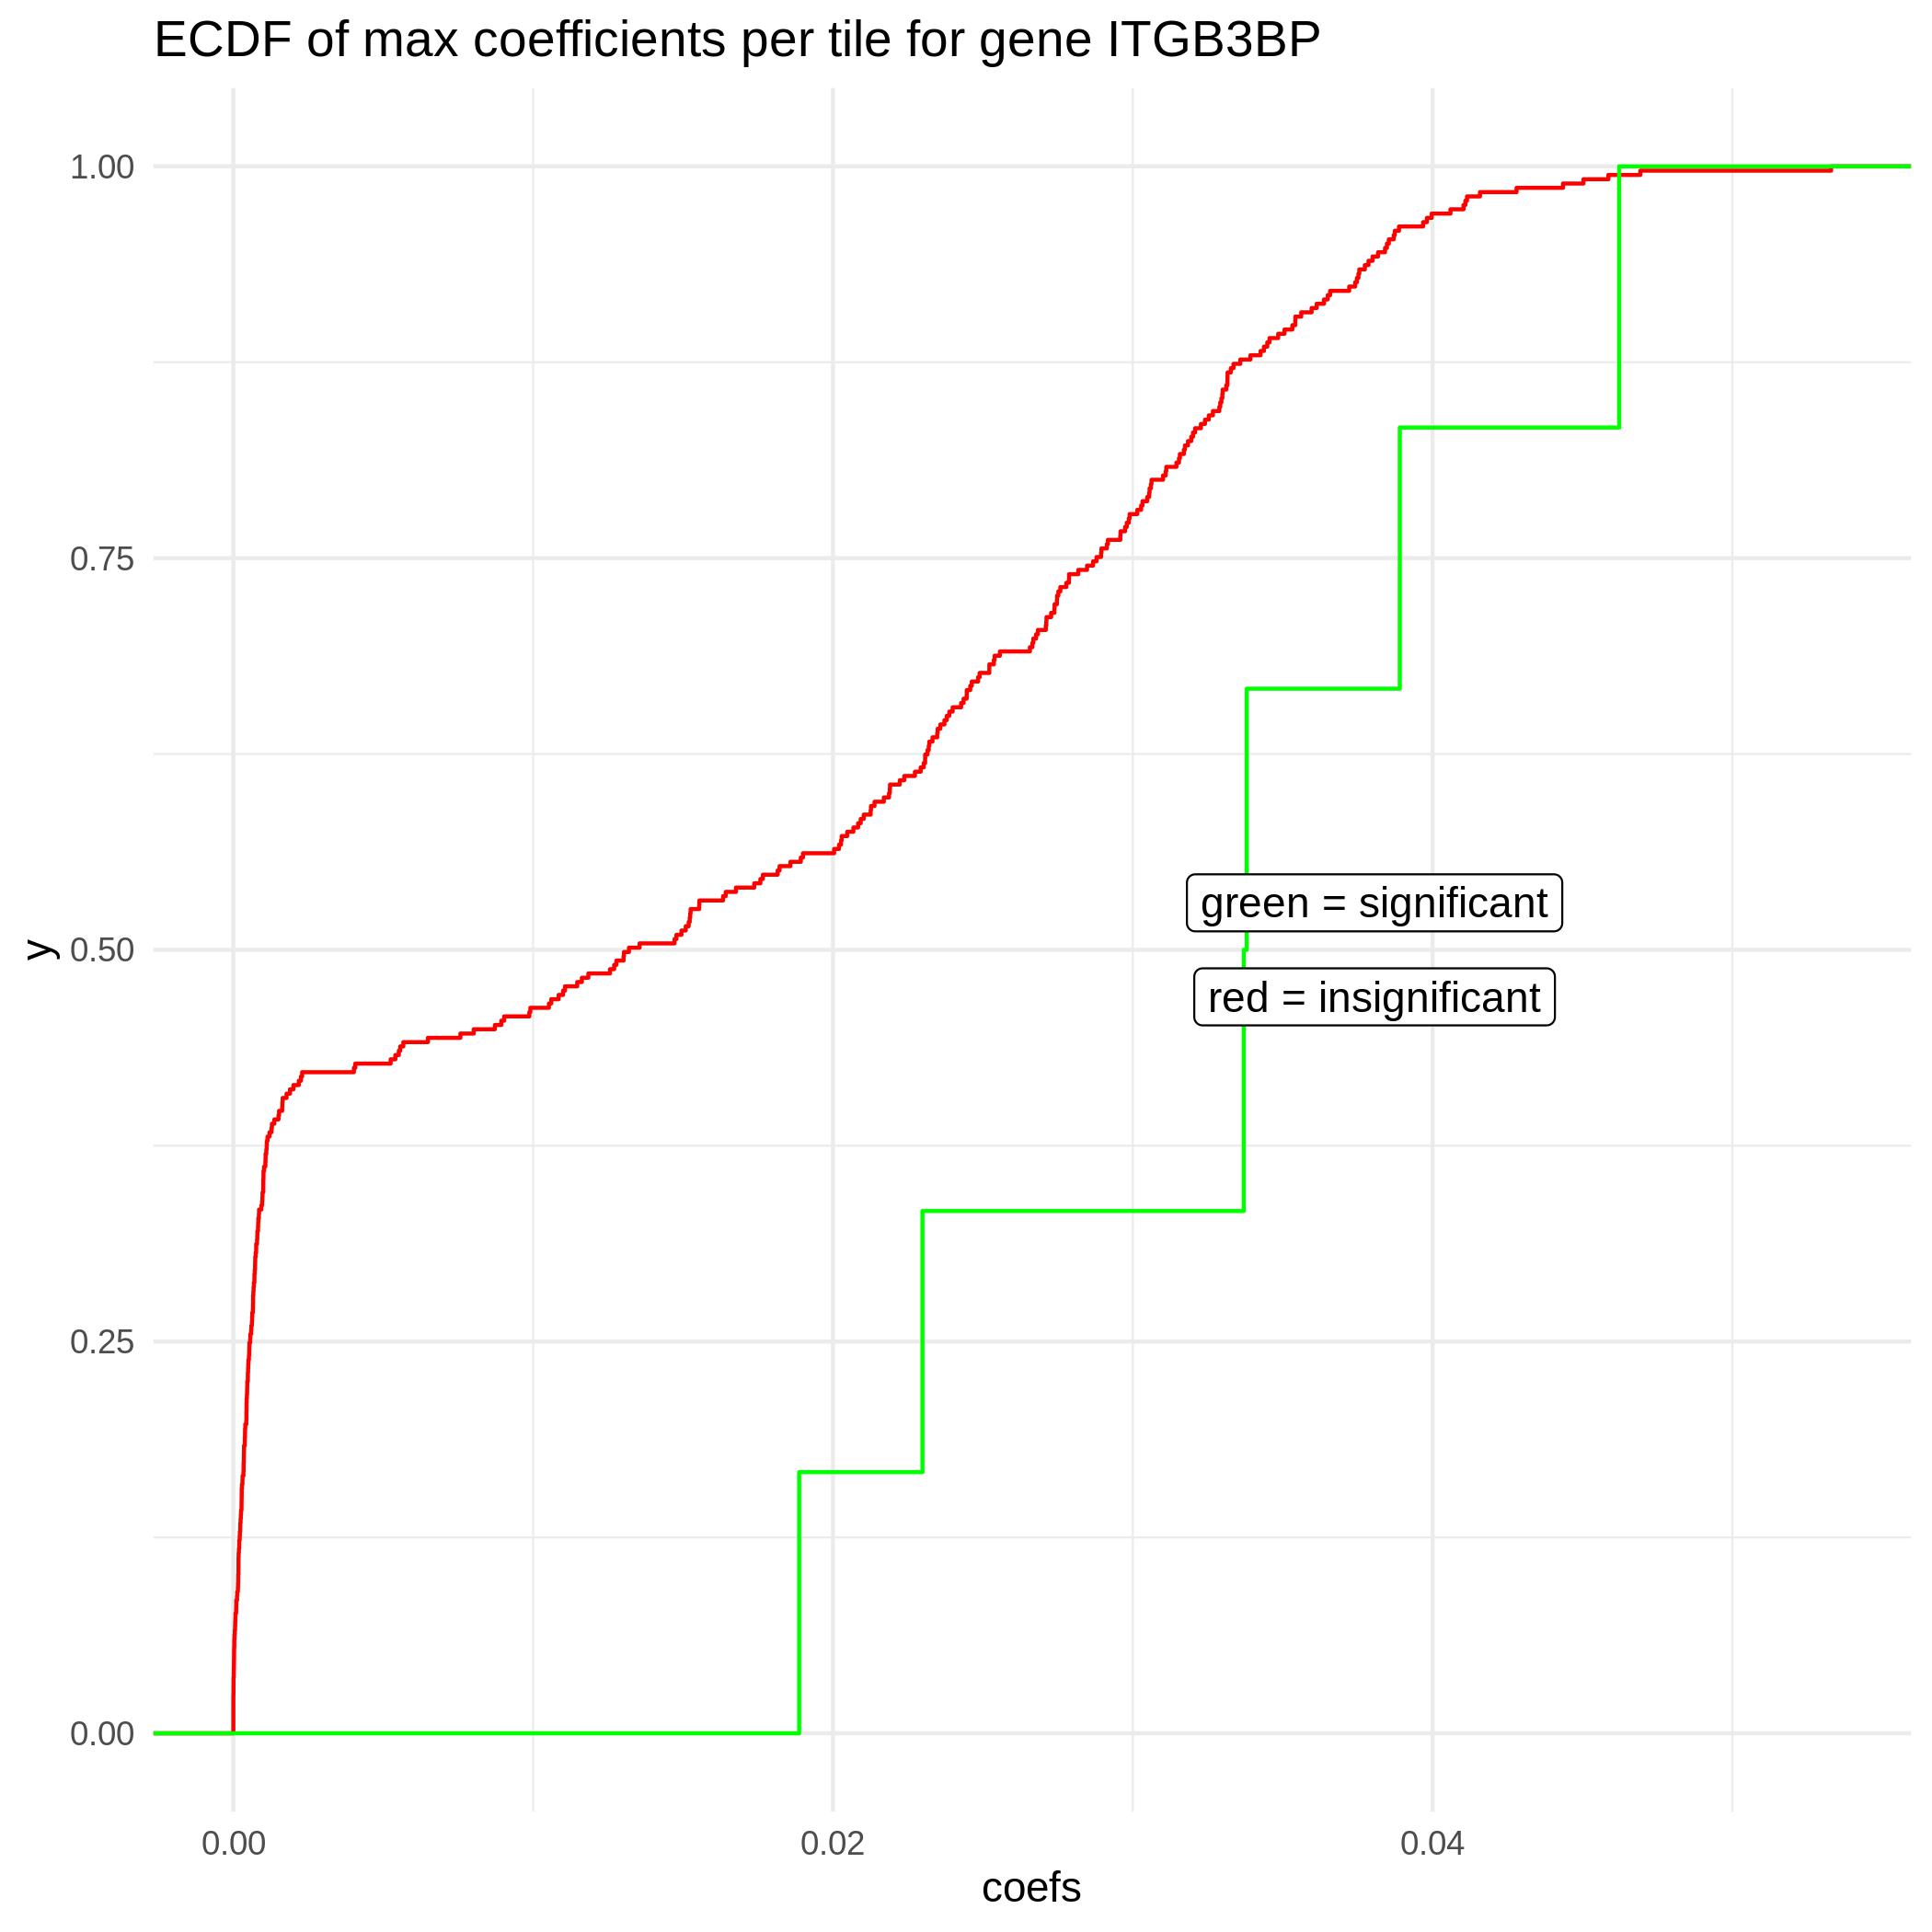 ECDF of max coefficients per tile for gene ITGB3BP
1.00
0.75
0.50
0.25
0.00
y
green = significant
red = insignificant
0.00
0.02
0.04
coefs